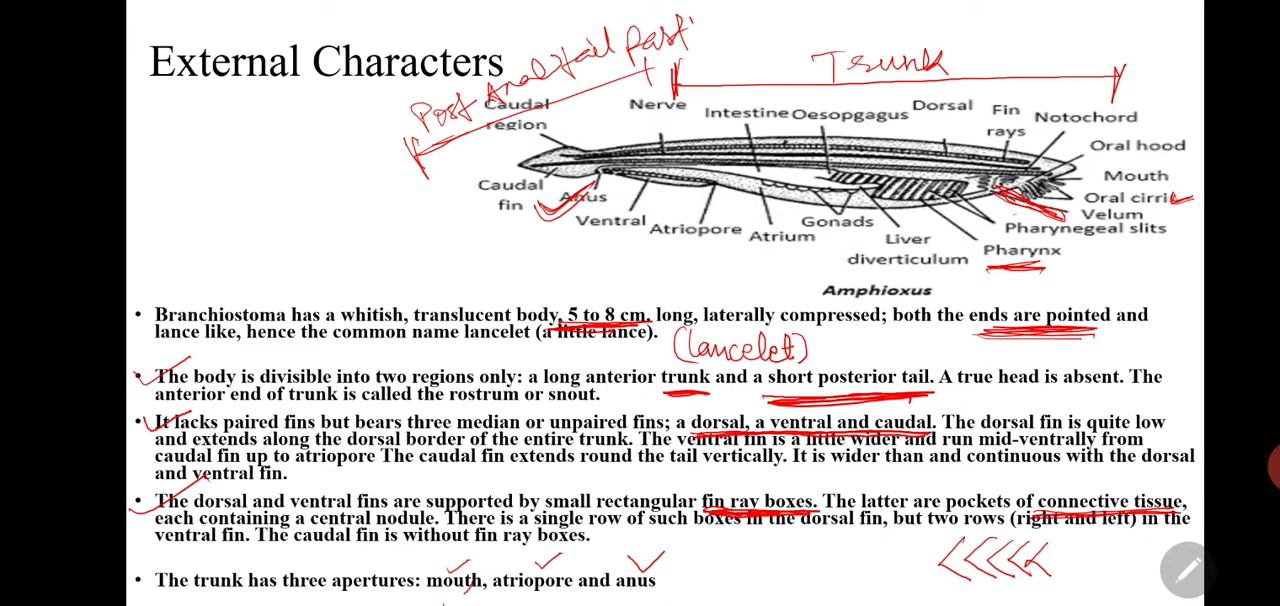 External Characters
Post Anal tail Part
Trunk
Caudal
region
Nerve
Intestine
Oesopgagus
Dorsal
Fin
rays
Notochord
Oral hood
Mouth
Oral cirri
Velum
Pharynegeal slits
Pharynx
Caudal
fin
Anus
Ventral
Atriopore
Atrium
Gonads
Liver
diverticulum
Amphioxus
• Branchiostoma has a whitish, translucent body, 5 to 8 cm. long, laterally compressed; both the ends are pointed and
lance like, hence the common name lancelet (a little lance).
(lancelet)
• The body is divisible into two regions only: a long anterior trunk and a short posterior tail. A true head is absent. The
anterior end of trunk is called the rostrum or snout.
• It lacks paired fins but bears three median or unpaired fins; a dorsal, a ventral and caudal. The dorsal fin is quite low
and extends along the dorsal border of the entire trunk. The ventral fin is a little wider and run mid-ventrally from
caudal fin up to atriopore The caudal fin extends round the tail vertically. It is wider than and continuous with the dorsal
and ventral fin.
• The dorsal and ventral fins are supported by small rectangular fin ray boxes. The latter are pockets of connective tissue,
each containing a central nodule. There is a single row of such boxes in the dorsal fin, but two rows (right and left) in the
ventral fin. The caudal fin is without fin ray boxes.
• The trunk has three apertures: mouth, atriopore and anus